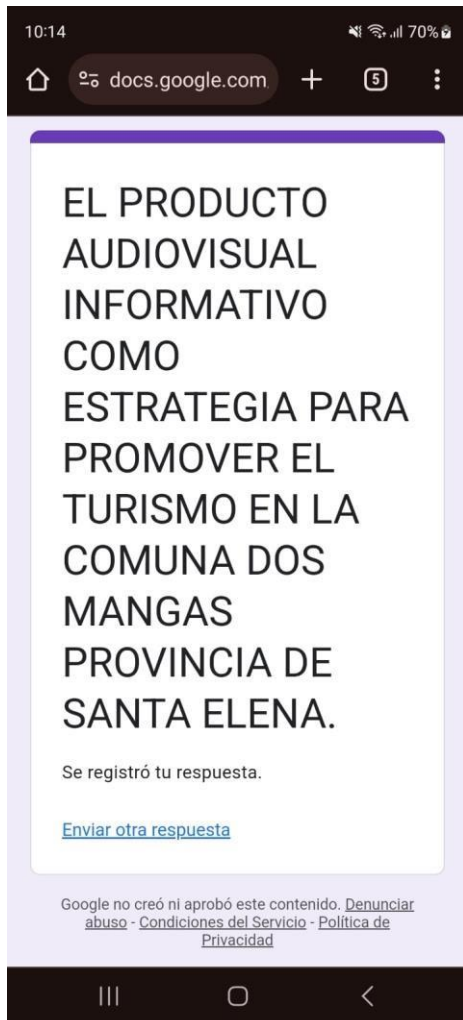 10:14
70%
docs.google.com
5
EL PRODUCTO
AUDIOVISUAL
INFORMATIVO
COMO
ESTRATEGIA PARA
PROMOVER EL
TURISMO EN LA
COMUNA DOS
MANGAS
PROVINCIA DE
SANTA ELENA.
Se registró tu respuesta.
Enviar otra respuesta
Google no creó ni aprobó este contenido. Denunciar
abuso - Condiciones del Servicio - Política de
Privacidad